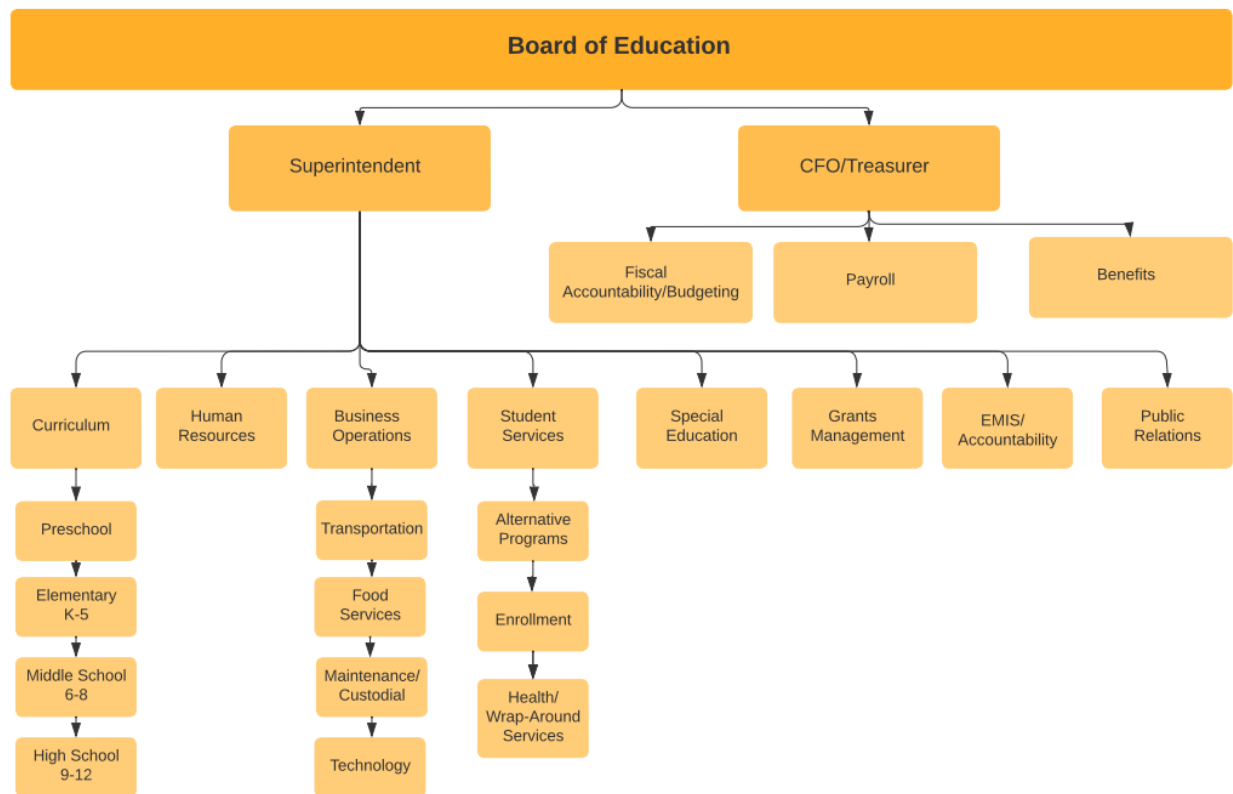 Board of Education
Superintendent
CFO/Treasurer
Fiscal
Accountability/Budgeting
Payroll
Benefits
Curriculum
Human
Resources
Business
Operations
Student
Services
Special
Education
Grants
Management
EMIS/
Accountability
Public
Relations
Preschool
Elementary
K-5
Middle School
6-8
High School
9-12
Transportation
Food
Services
Maintenance/
Custodial
Technology
Alternative
Programs
Enrollment
Health/
Wrap-Around
Services